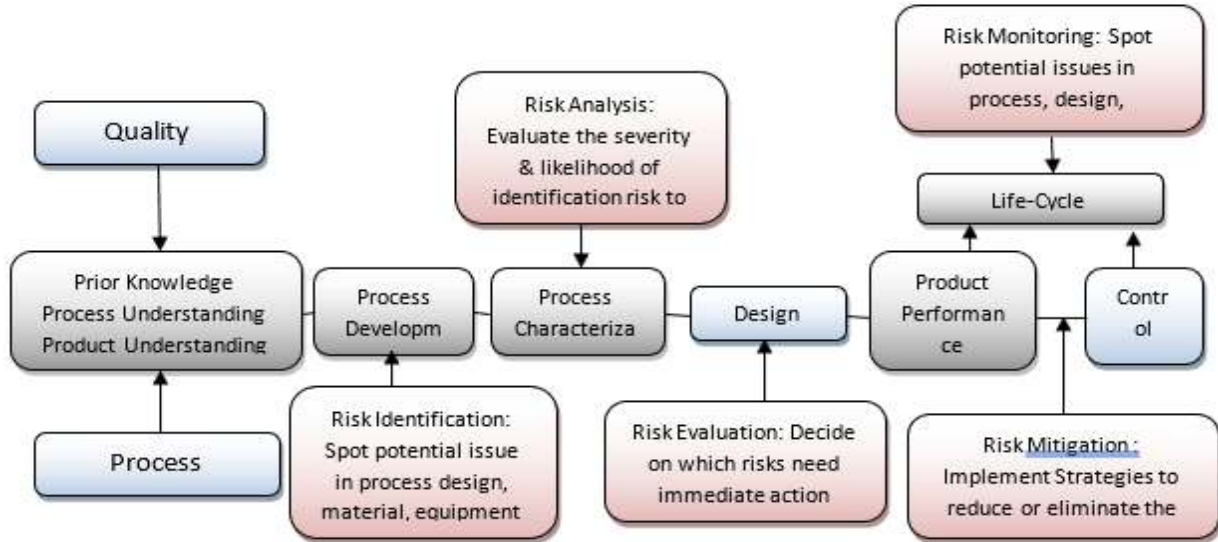 Risk Monitoring: Spot
potential issues in
process, design,
Risk Analysis:
Evaluate the severity
& likelihood of
identification risk to
Quality
Life-Cycle
Prior Knowledge
Process Understanding
Product Understanding
Process
Developm
Process
Characteriza
Design
Product
Performan
ce
Contr
ol
Process
Risk Identification:
Spot potential issue
in process design,
material, equipment
Risk Evaluation: Decide
on which risks need
immediate action
Risk Mitigation :
Implement Strategies to
reduce or eliminate the